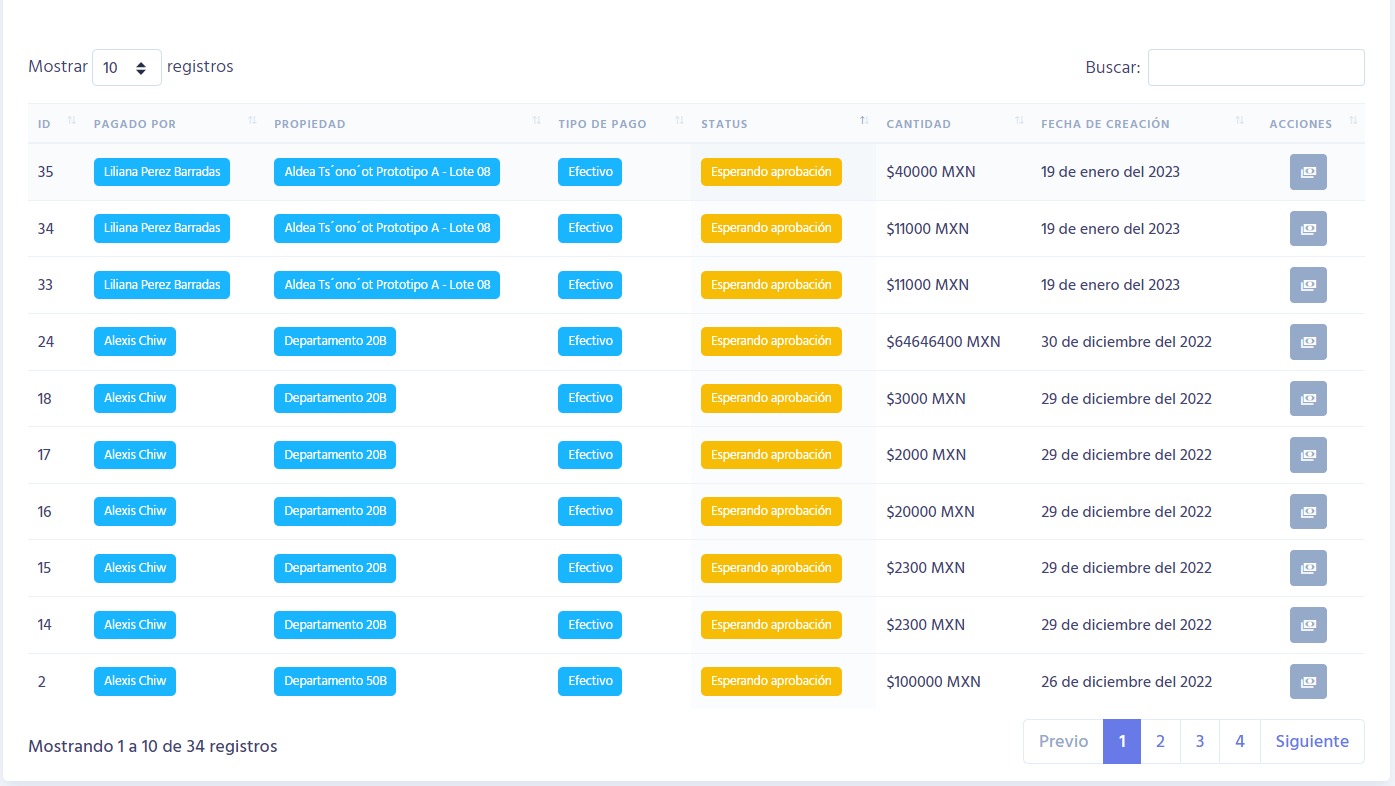 Mostrar 10 registros Buscar:
ID PAGADO POR PROPIEDAD TIPO DE PAGO STATUS CANTIDAD FECHA DE CREACIÓN ACCIONES
35 Liliana Perez Barradas Aldea Ts´ono´ot Prototipo A - Lote 08 Efectivo Esperando aprobación $40000 MXN 19 de enero del 2023
34 Liliana Perez Barradas Aldea Ts´ono´ot Prototipo A - Lote 08 Efectivo Esperando aprobación $11000 MXN 19 de enero del 2023
33 Liliana Perez Barradas Aldea Ts´ono´ot Prototipo A - Lote 08 Efectivo Esperando aprobación $11000 MXN 19 de enero del 2023
24 Alexis Chiw Departamento 20B Efectivo Esperando aprobación $64646400 MXN 30 de diciembre del 2022
18 Alexis Chiw Departamento 20B Efectivo Esperando aprobación $3000 MXN 29 de diciembre del 2022
17 Alexis Chiw Departamento 20B Efectivo Esperando aprobación $2000 MXN 29 de diciembre del 2022
16 Alexis Chiw Departamento 20B Efectivo Esperando aprobación $20000 MXN 29 de diciembre del 2022
15 Alexis Chiw Departamento 20B Efectivo Esperando aprobación $2300 MXN 29 de diciembre del 2022
14 Alexis Chiw Departamento 20B Efectivo Esperando aprobación $2300 MXN 29 de diciembre del 2022
2 Alexis Chiw Departamento 50B Efectivo Esperando aprobación $100000 MXN 26 de diciembre del 2022
Mostrando 1 a 10 de 34 registros Previo 1 2 3 4 Siguiente